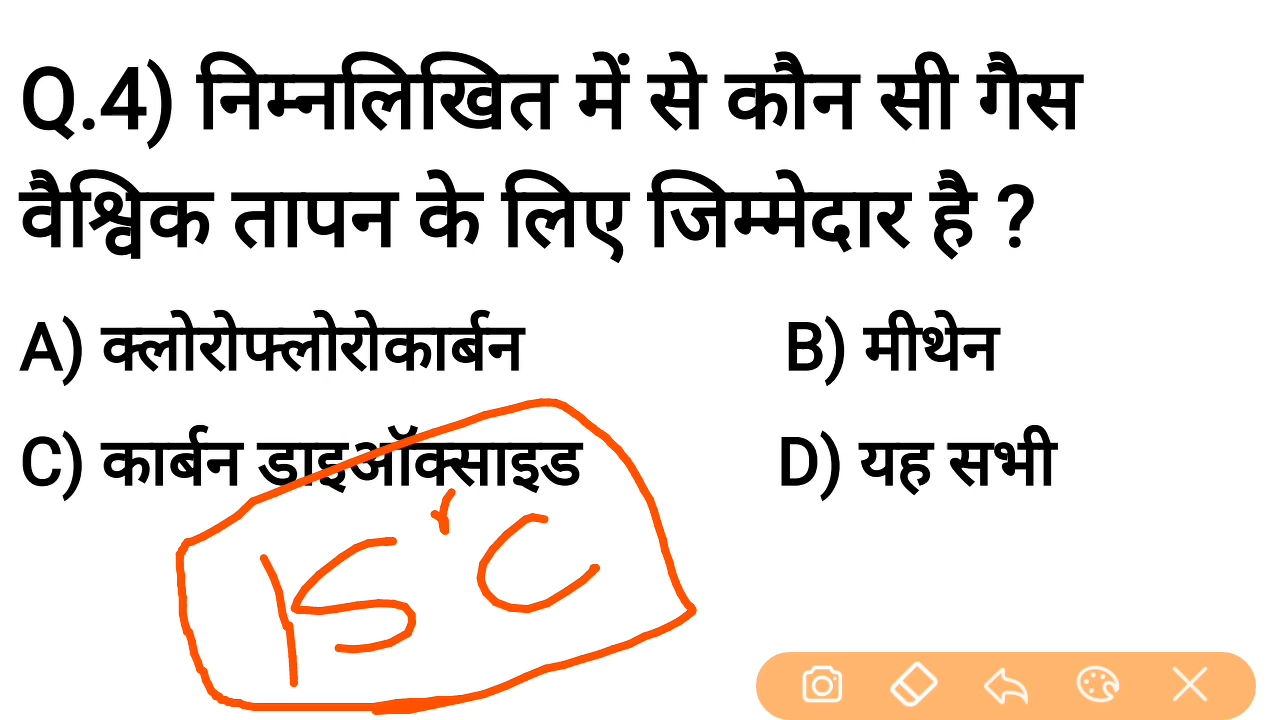 Q.4) निम्नलिखित में से कौन सी गैस
वैश्विक तापन के लिए जिम्मेदार है ?
A) क्लोरोफ्लोरोकार्बन B) मीथेन
C) कार्बन डाइऑक्साइड D) यह सभी
15°C